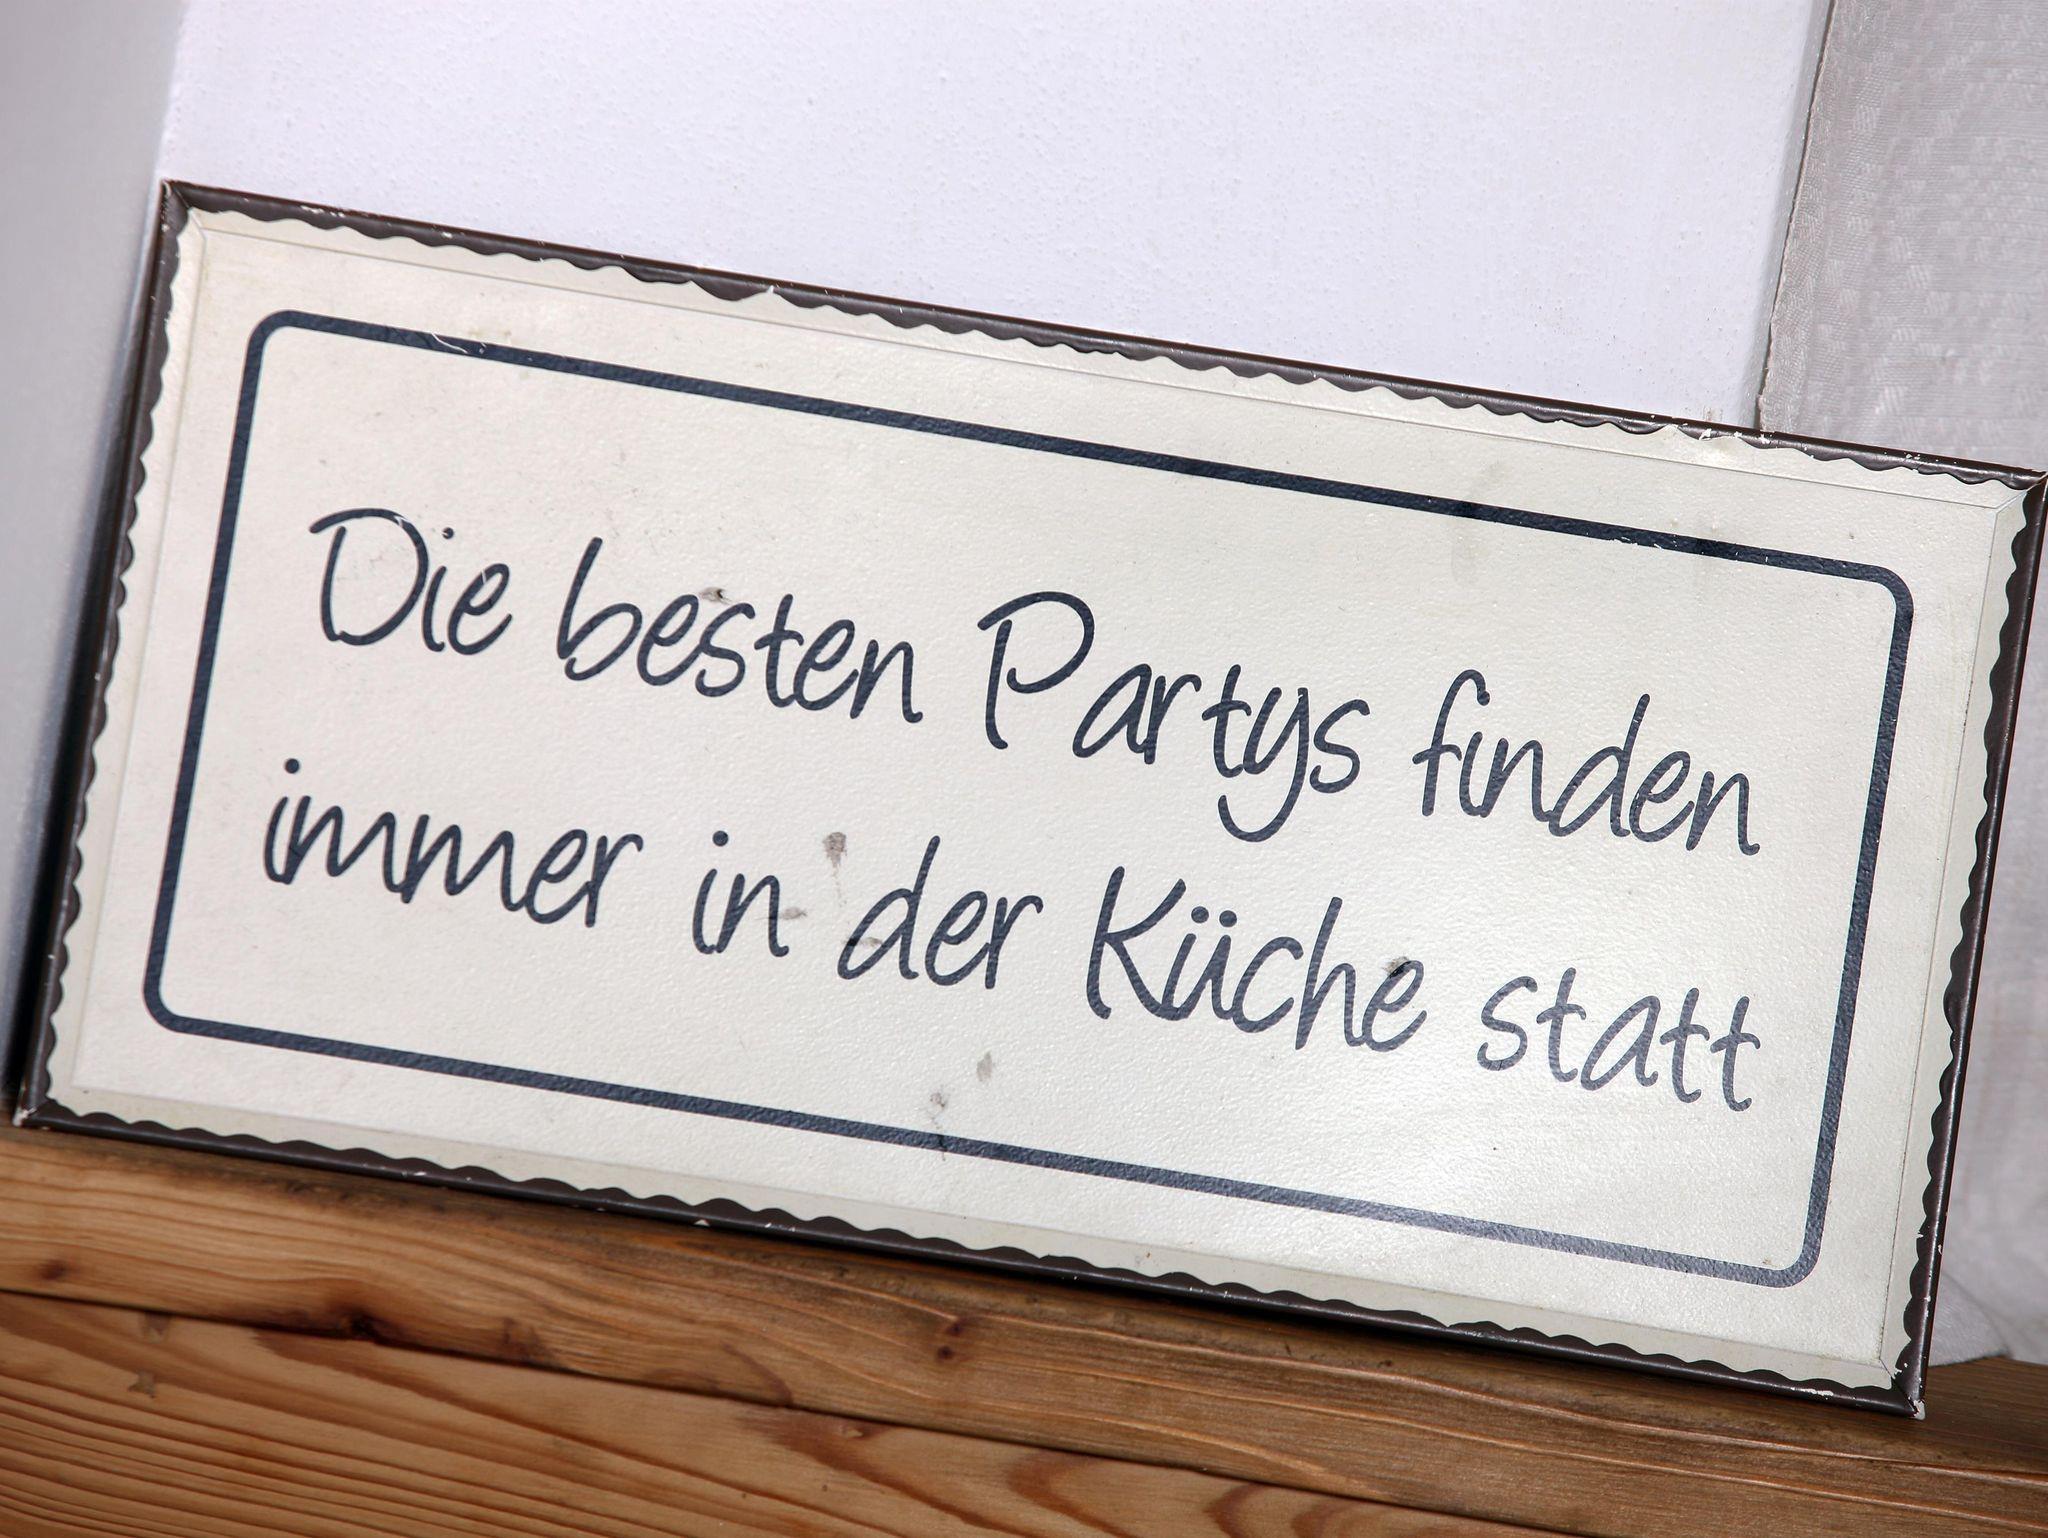 Die besten Partys finden
immer in der Küche statt